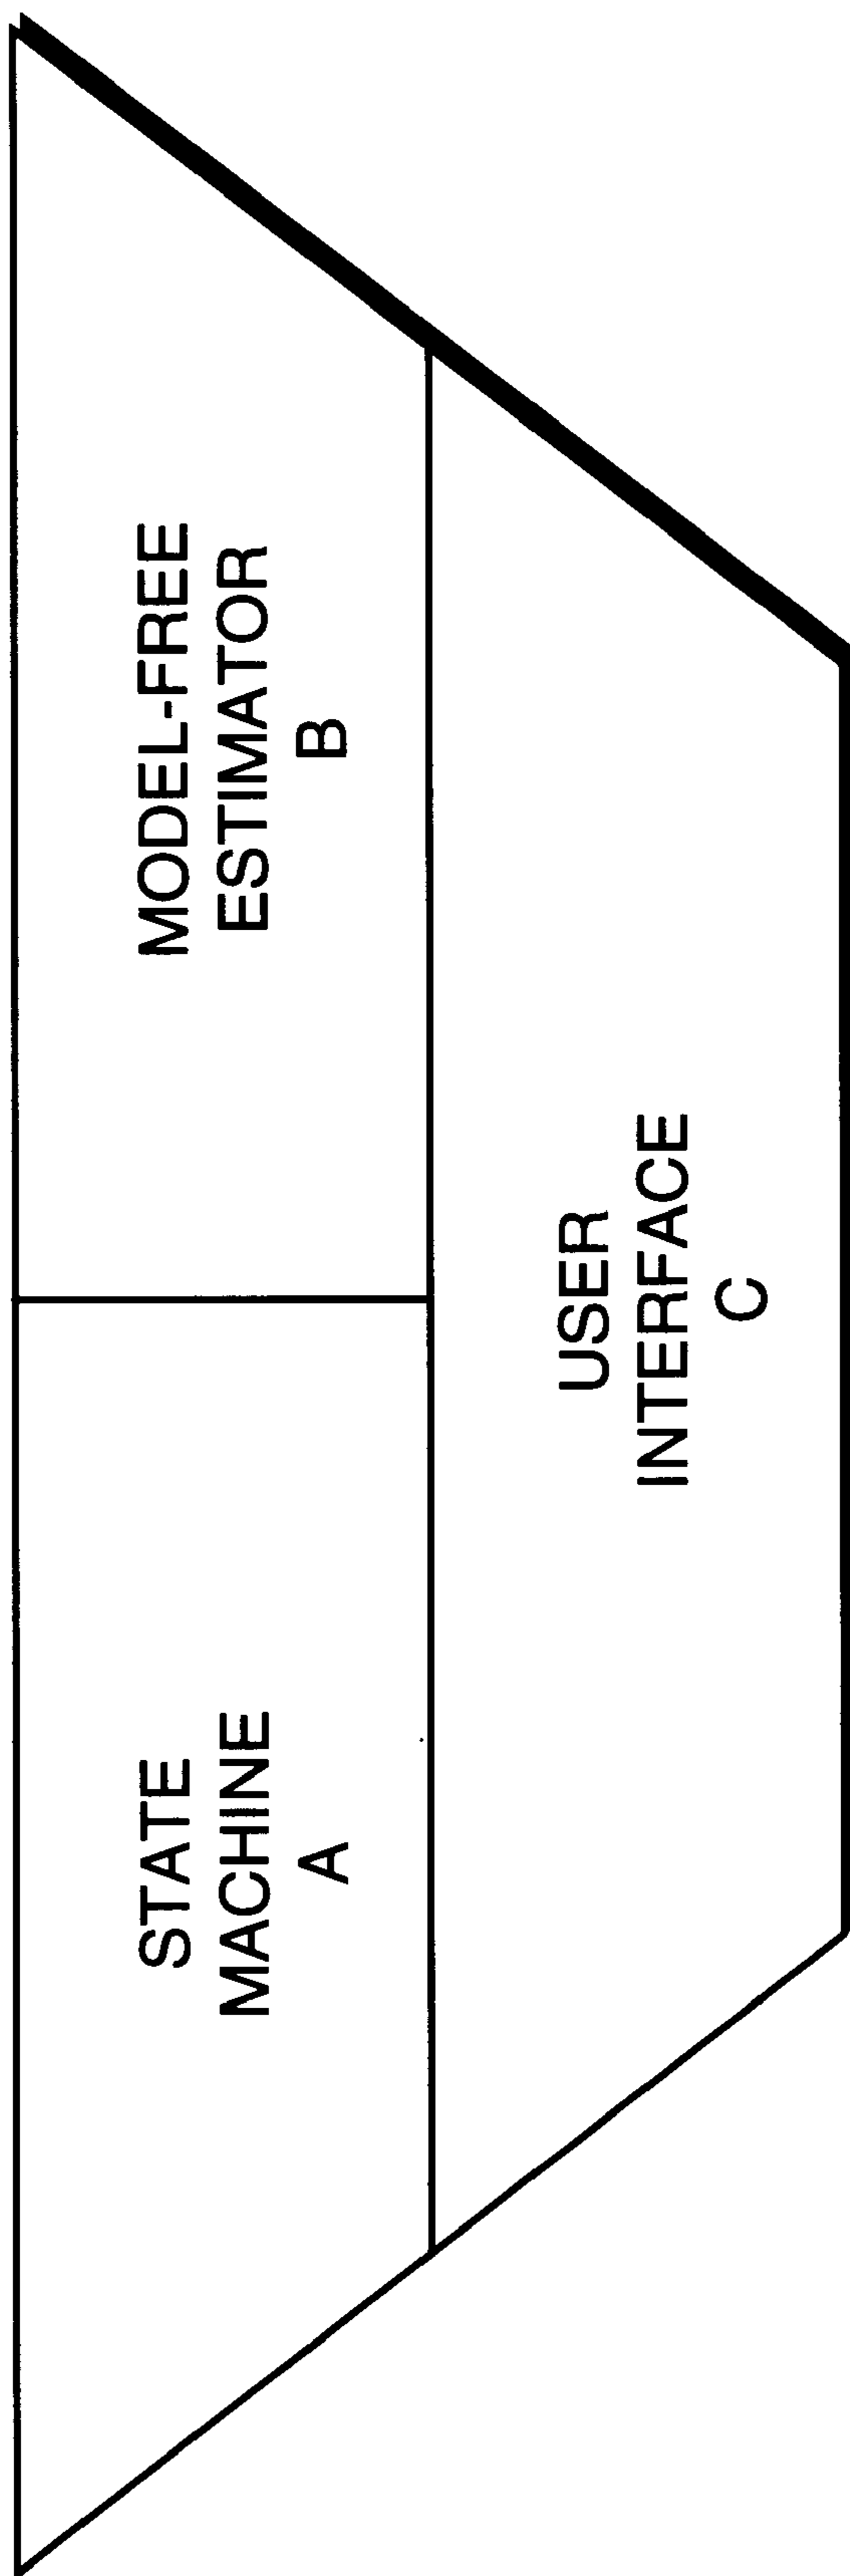 STATE
MACHINE
A
MODEL-FREE
ESTIMATOR
B
USER
INTERFACE
C